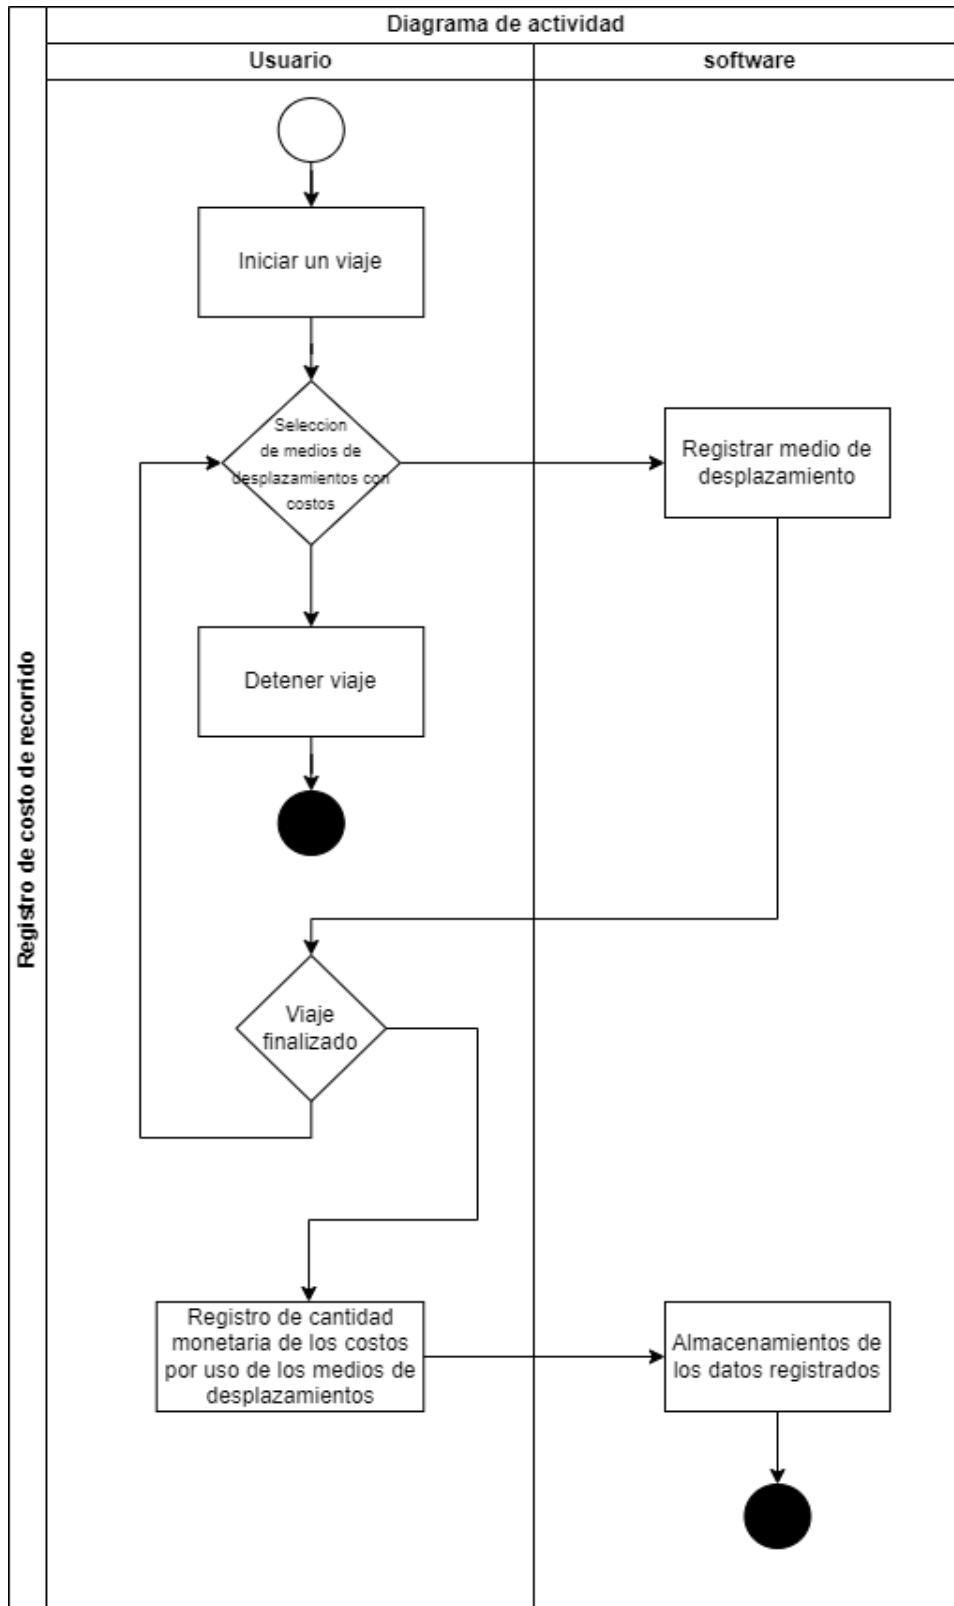 Diagrama de actividad
Usuario
software
Registro de costo de recorrido
Iniciar un viaje
Seleccion
de medios de
desplazamientos con
costos
Registrar medio de
desplazamiento
Detener viaje
Viaje
finalizado
Registro de cantidad
monetaria de los costos
por uso de los medios de
desplazamientos
Almacenamientos de
los datos registrados